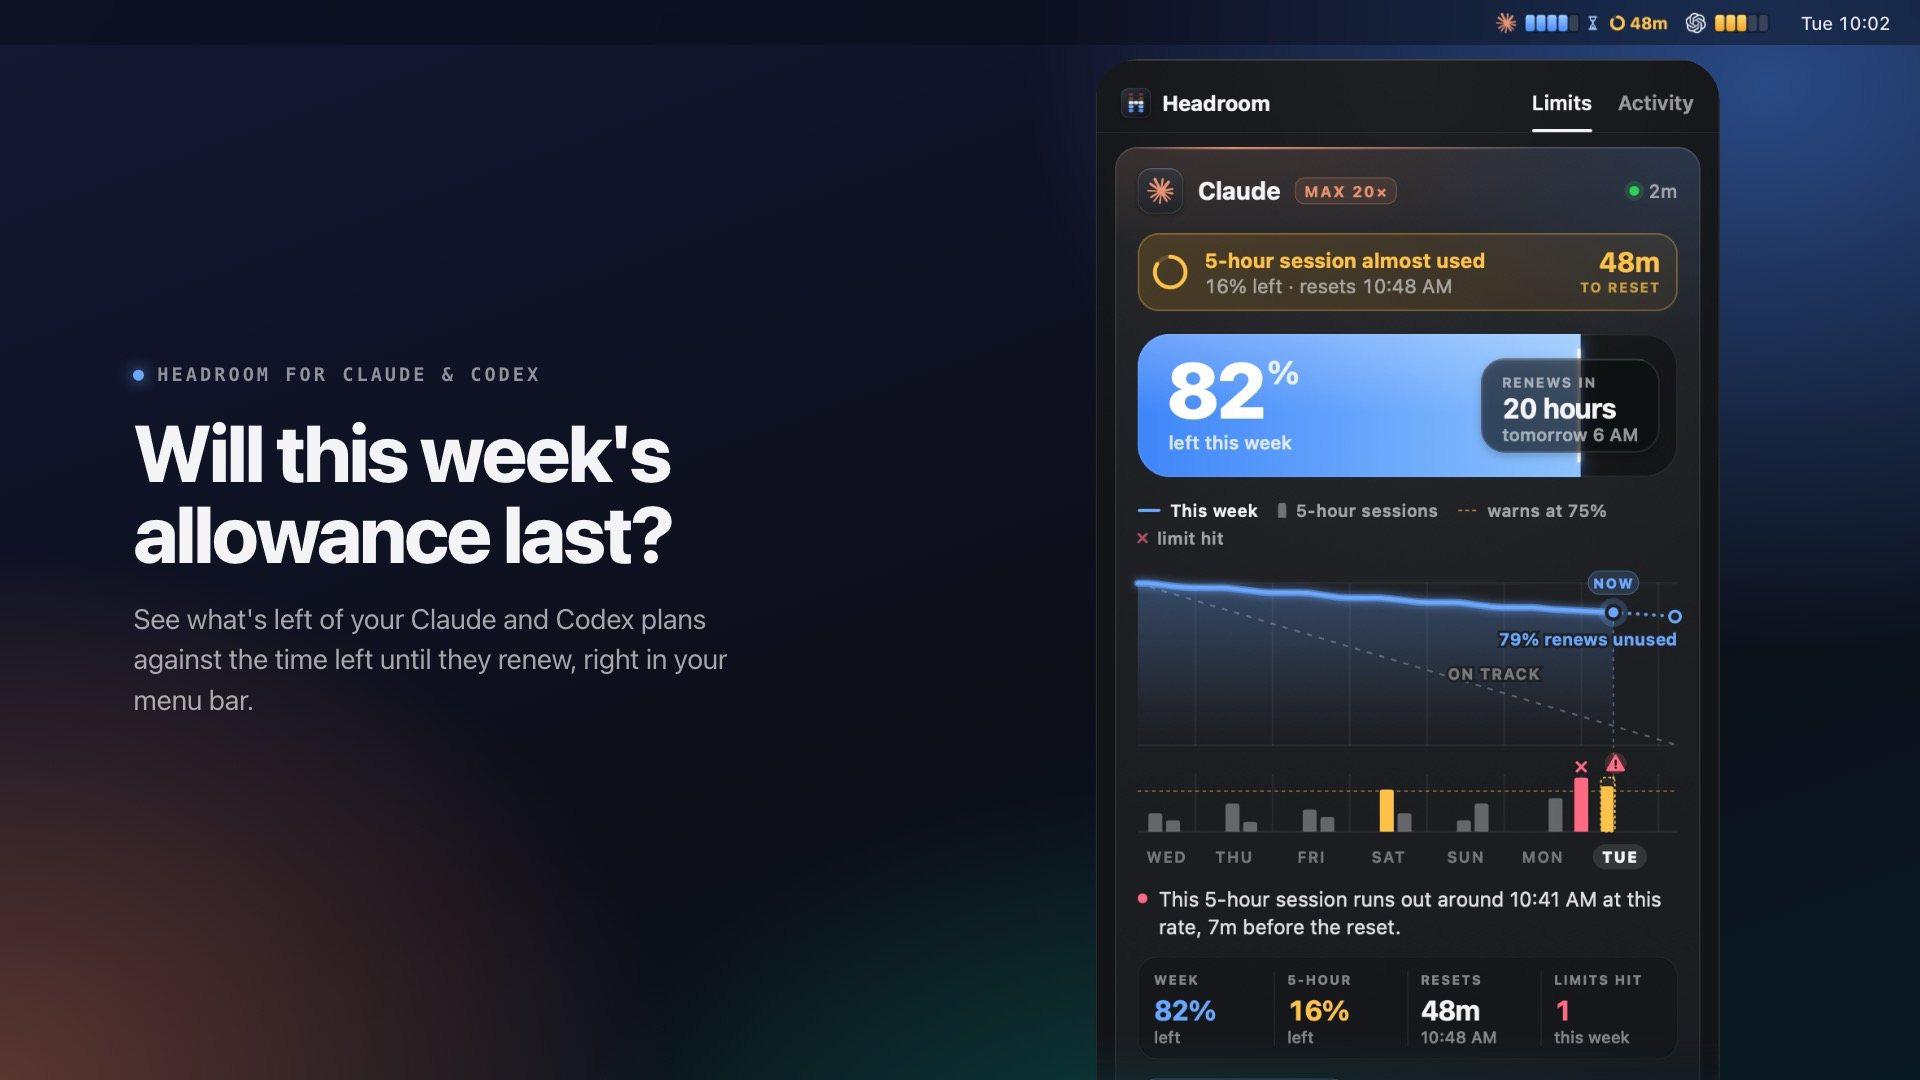 48m Tue 10:02
Headroom Limits Activity
Claude MAX 20× 2m
5-hour session almost used 48m
16% left · resets 10:48 AM TO RESET
82% left this week
RENEWS IN
20 hours
tomorrow 6 AM
This week 5-hour sessions warns at 75%
limit hit
NOW
79% renews unused
ON TRACK
WED THU FRI SAT SUN MON TUE
This 5-hour session runs out around 10:41 AM at this
rate, 7m before the reset.
WEEK 5-HOUR RESETS LIMITS HIT
82% 16% 48m 1
left left 10:48 AM this week
HEADROOM FOR CLAUDE & CODEX
Will this week's
allowance last?
See what's left of your Claude and Codex plans
against the time left until they renew, right in your
menu bar.